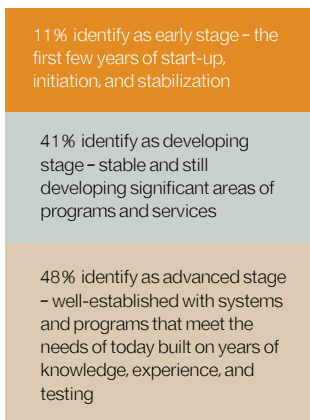 11% identify as early stage – the
first few years of start-up,
initiation, and stabilization
41% identify as developing
stage – stable and still
developing significant areas of
programs and services
48% identify as advanced stage
– well-established with systems
and programs that meet the
needs of today built on years of
knowledge, experience, and
testing